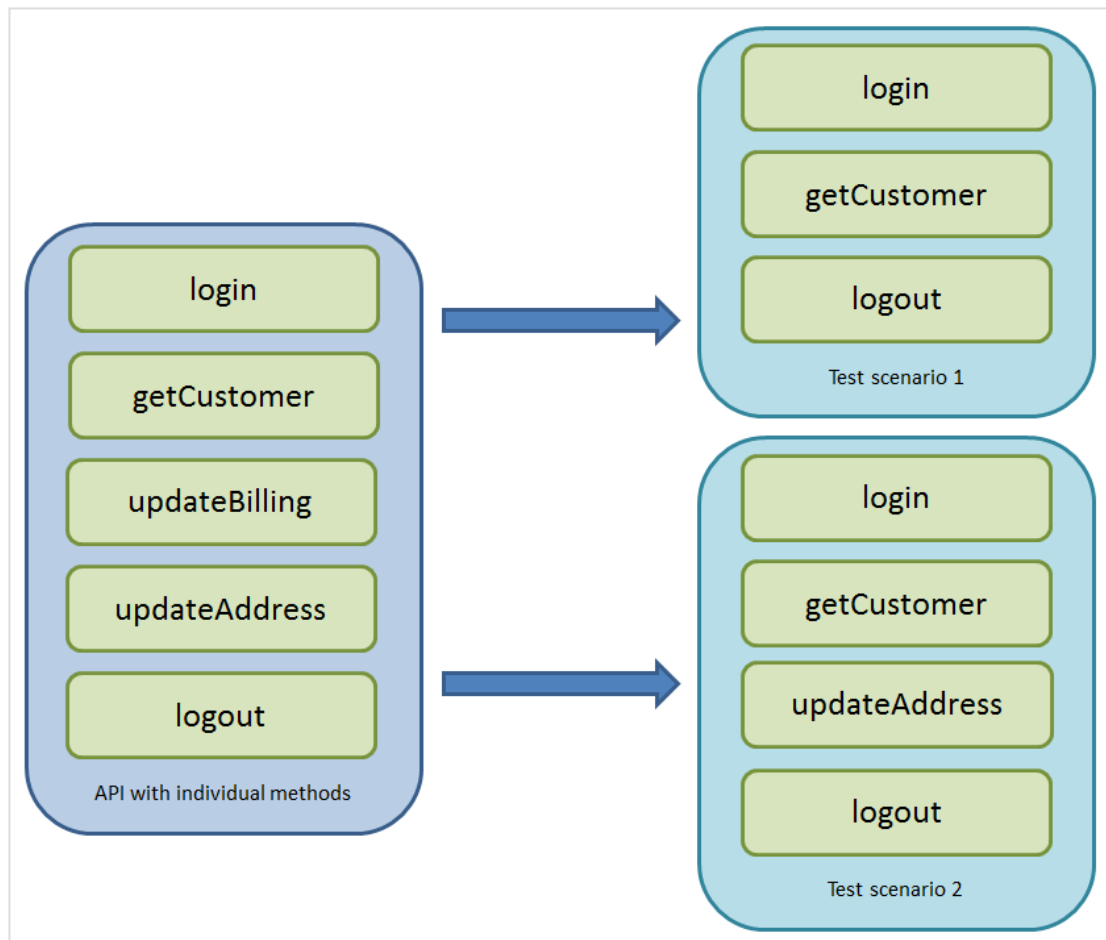 login
getCustomer
updateBilling
updateAddress
logout
API with individual methods
login
getCustomer
logout
Test scenario 1
login
getCustomer
updateAddress
logout
Test scenario 2